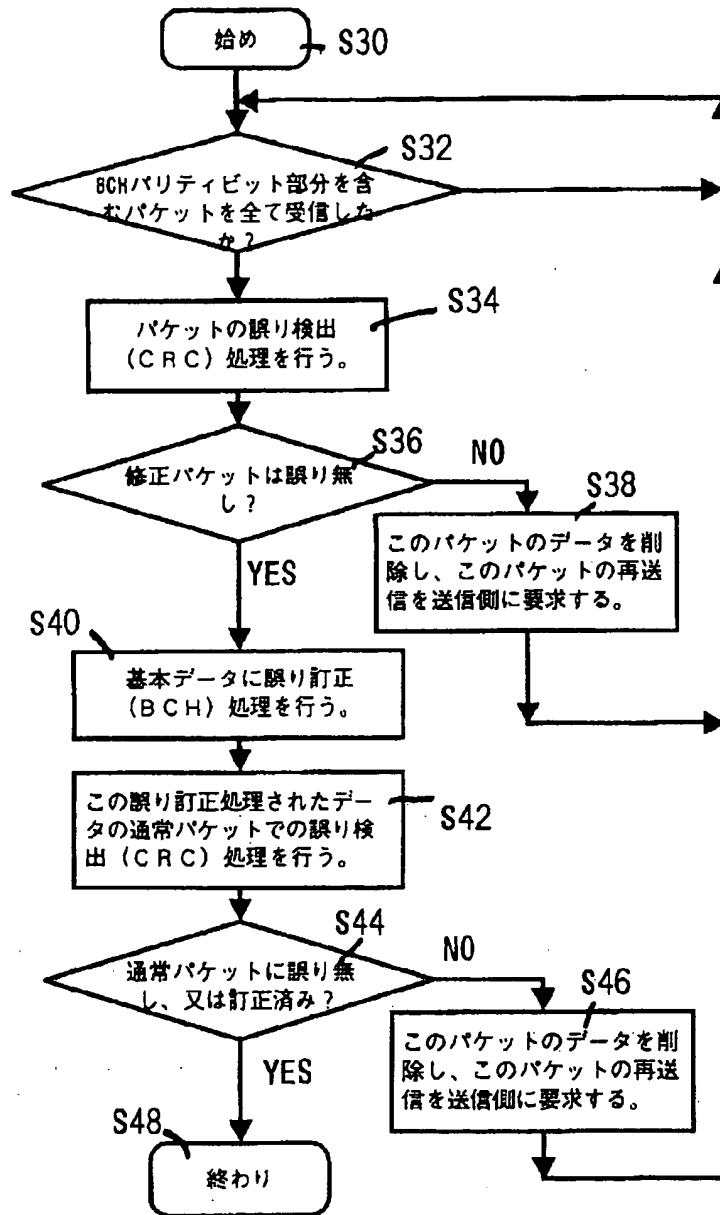 始め
S30
S32
BCHパリティビット部分を含
むパケットを全て受信した
か？
S34
パケットの誤り検出
（ＣＲＣ）処理を行う。
S36
NO
修正パケットは誤り無
し？
S38
このパケットのデータを削
除し、このパケットの再送
信を送信側に要求する。
YES
S40
基本データに誤り訂正
（ＢＣＨ）処理を行う。
この誤り訂正処理されたデー
タの通常パケットでの誤り検
出（ＣＲＣ）処理を行う。
S42
S44
NO
通常パケットに誤り無
し、又は訂正済み？
S46
このパケットのデータを削
除し、このパケットの再送
信を送信側に要求する。
YES
S48
終わり